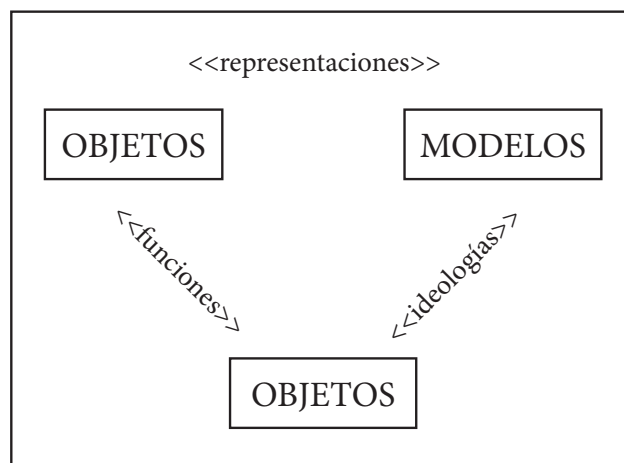 <<representaciones>>
OBJETOS
MODELOS
<<funciones>>
<<ideologías>>
OBJETOS